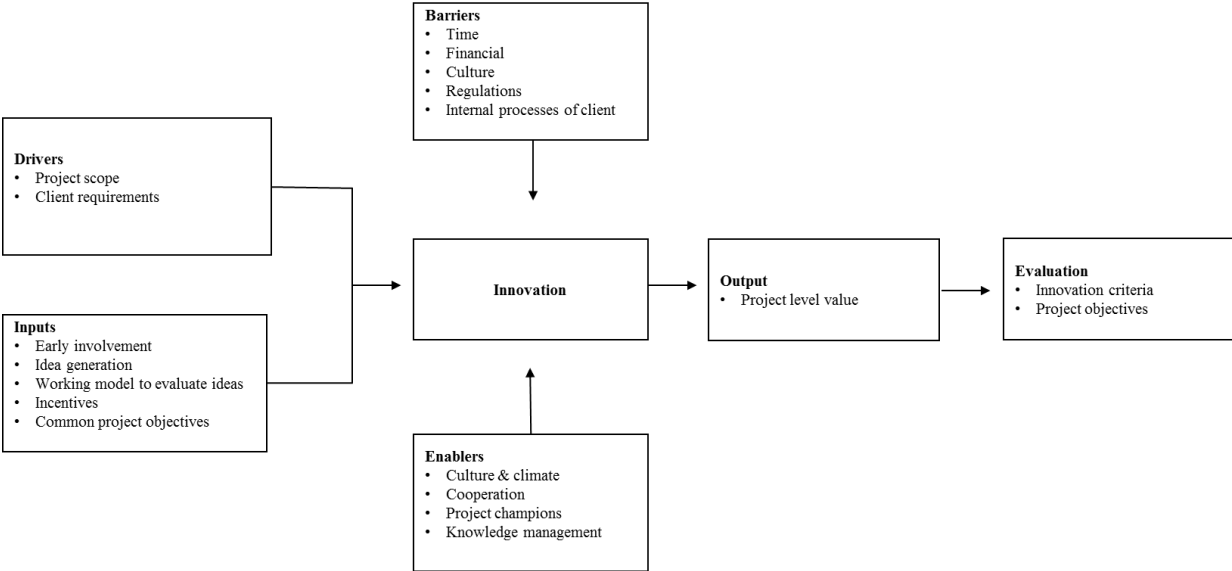 Barriers
• Time
• Financial
• Culture
• Regulations
• Internal processes of client
Drivers
• Project scope
• Client requirements
Inputs
• Early involvement
• Idea generation
• Working model to evaluate ideas
• Incentives
• Common project objectives
Innovation
Output
• Project level value
Evaluation
• Innovation criteria
• Project objectives
Enablers
• Culture & climate
• Cooperation
• Project champions
• Knowledge management